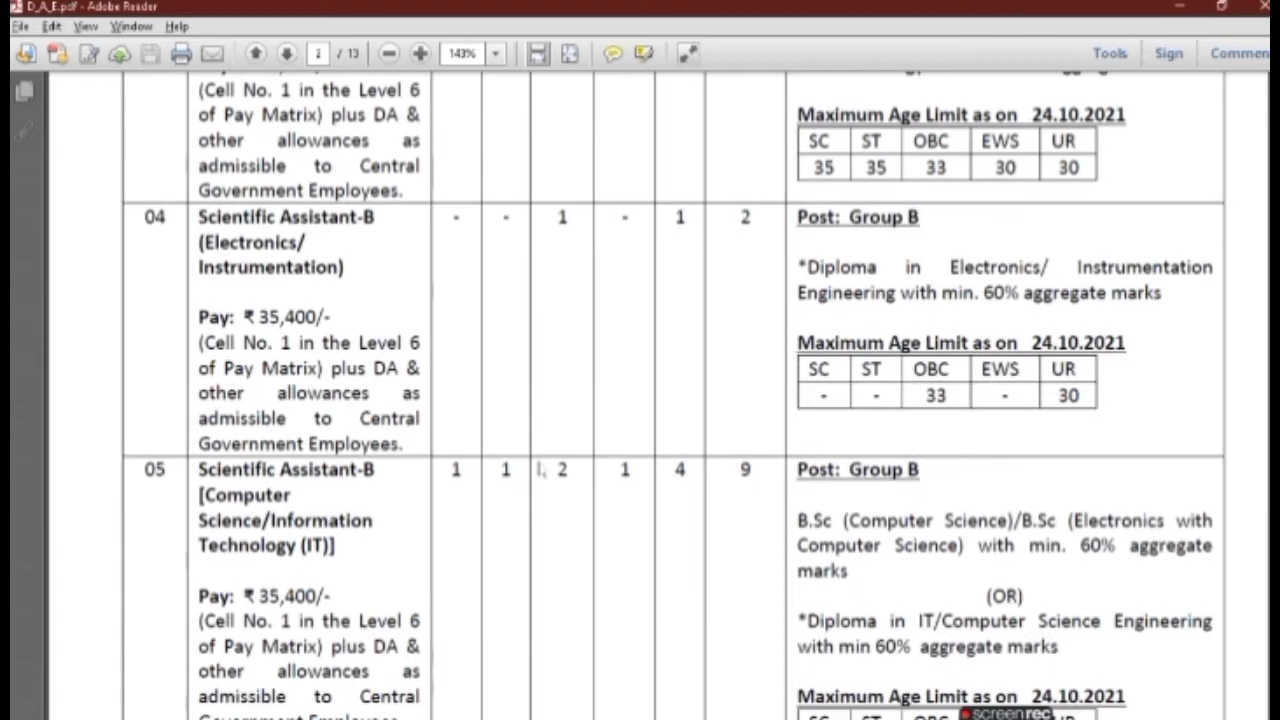 D_A_E.pdf - Adobe Reader
File Edit View Window Help
2 / 13 143% Tools Sign Commen
(Cell No. 1 in the Level 6
of Pay Matrix) plus DA &
other allowances as
admissible to Central
Government Employees.
Maximum Age Limit as on 24.10.2021
SC ST OBC EWS UR
35 35 33 30 30
04 Scientific Assistant-B - - 1 - 1 2 Post: Group B
(Electronics/
Instrumentation)
*Diploma in Electronics/ Instrumentation
Engineering with min. 60% aggregate marks
Pay: ₹ 35,400/-
(Cell No. 1 in the Level 6
of Pay Matrix) plus DA &
other allowances as
admissible to Central
Government Employees.
Maximum Age Limit as on 24.10.2021
SC ST OBC EWS UR
- - 33 - 30
05 Scientific Assistant-B 1 1 2 1 4 9 Post: Group B
[Computer
Science/Information
Technology (IT)]
B.Sc (Computer Science)/B.Sc (Electronics with
Computer Science) with min. 60% aggregate
marks
(OR)
*Diploma in IT/Computer Science Engineering
with min 60% aggregate marks
Pay: ₹ 35,400/-
(Cell No. 1 in the Level 6
of Pay Matrix) plus DA &
other allowances as
admissible to Central
Government Employees
Maximum Age Limit as on 24.10.2021
SC ST OBC EWS UR
screenrec